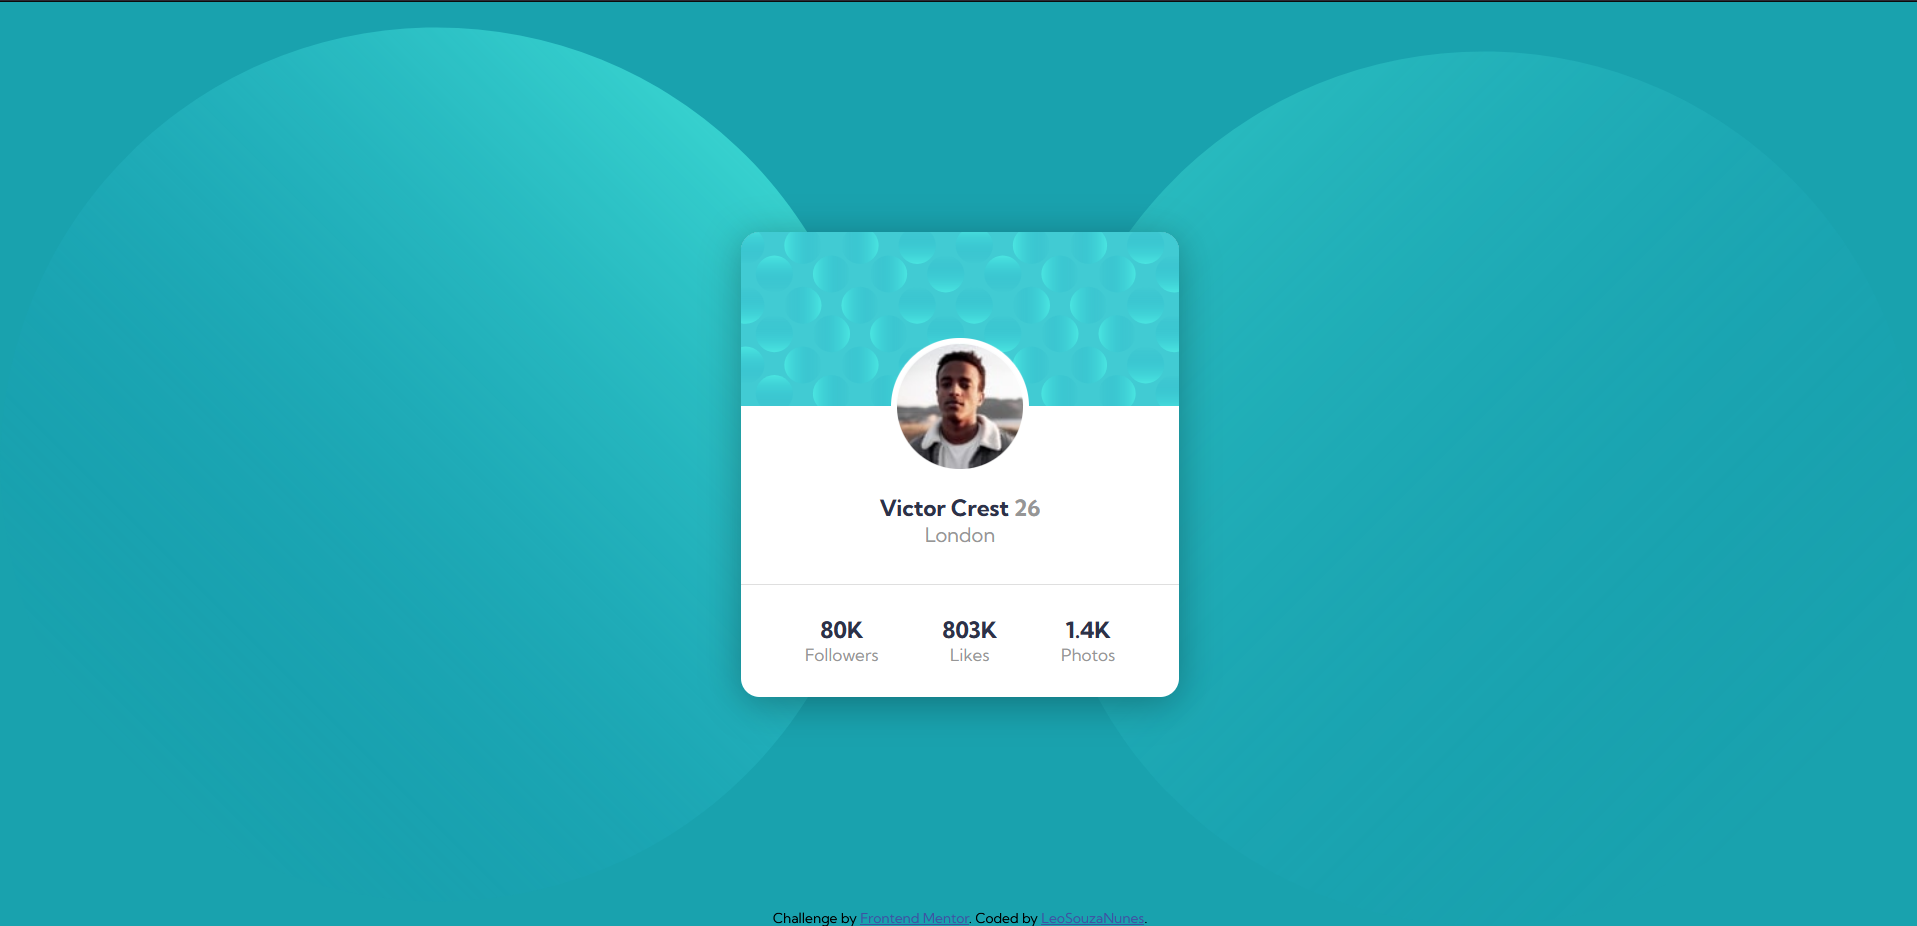 Victor Crest 26
London
80K 803K 1.4K
Followers Likes Photos
Challenge by Frontend Mentor. Coded by LeoSouzaNunes.